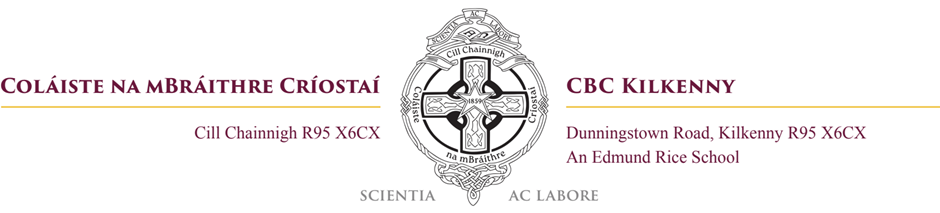 COLÁISTE NA MBRÁITHRE CRÍOSTAÍ
Cill Chainnigh R95 X6CX
SCIENTIA AC LABORE
Cill Chainnigh
Coláiste
1859
Críostaí
na mBráithre
SCIENTIA AC LABORE
CBC KILKENNY
Dunningstown Road, Kilkenny R95 X6CX
An Edmund Rice School